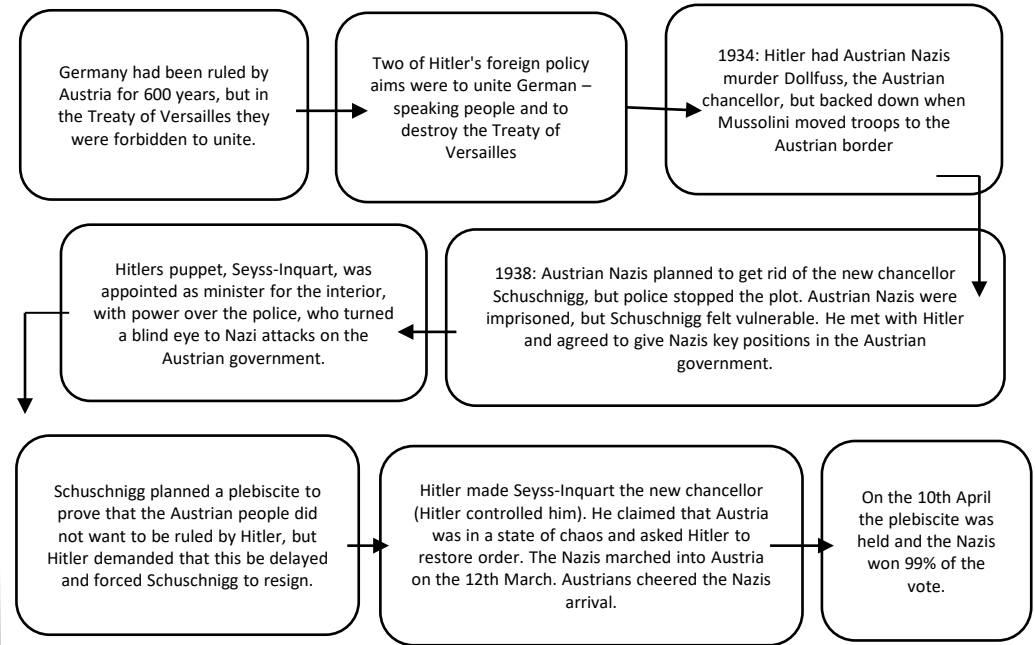 Germany had been ruled by
Austria for 600 years, but in
the Treaty of Versailles they
were forbidden to unite.
Two of Hitler's foreign policy
aims were to unite German –
speaking people and to
destroy the Treaty of
Versailles
1934: Hitler had Austrian Nazis
murder Dollfuss, the Austrian
chancellor, but backed down when
Mussolini moved troops to the
Austrian border
1938: Austrian Nazis planned to get rid of the new chancellor
Schuschnigg, but police stopped the plot. Austrian Nazis were
imprisoned, but Schuschnigg felt vulnerable. He met with Hitler
and agreed to give Nazis key positions in the Austrian
government.
Hitlers puppet, Seyss-Inquart, was
appointed as minister for the interior,
with power over the police, who turned
a blind eye to Nazi attacks on the
Austrian government.
Schuschnigg planned a plebiscite to
prove that the Austrian people did
not want to be ruled by Hitler, but
Hitler demanded that this be delayed
and forced Schuschnigg to resign.
Hitler made Seyss-Inquart the new chancellor
(Hitler controlled him). He claimed that Austria
was in a state of chaos and asked Hitler to
restore order. The Nazis marched into Austria
on the 12th March. Austrians cheered the Nazis
arrival.
On the 10th April
the plebiscite was
held and the Nazis
won 99% of the
vote.